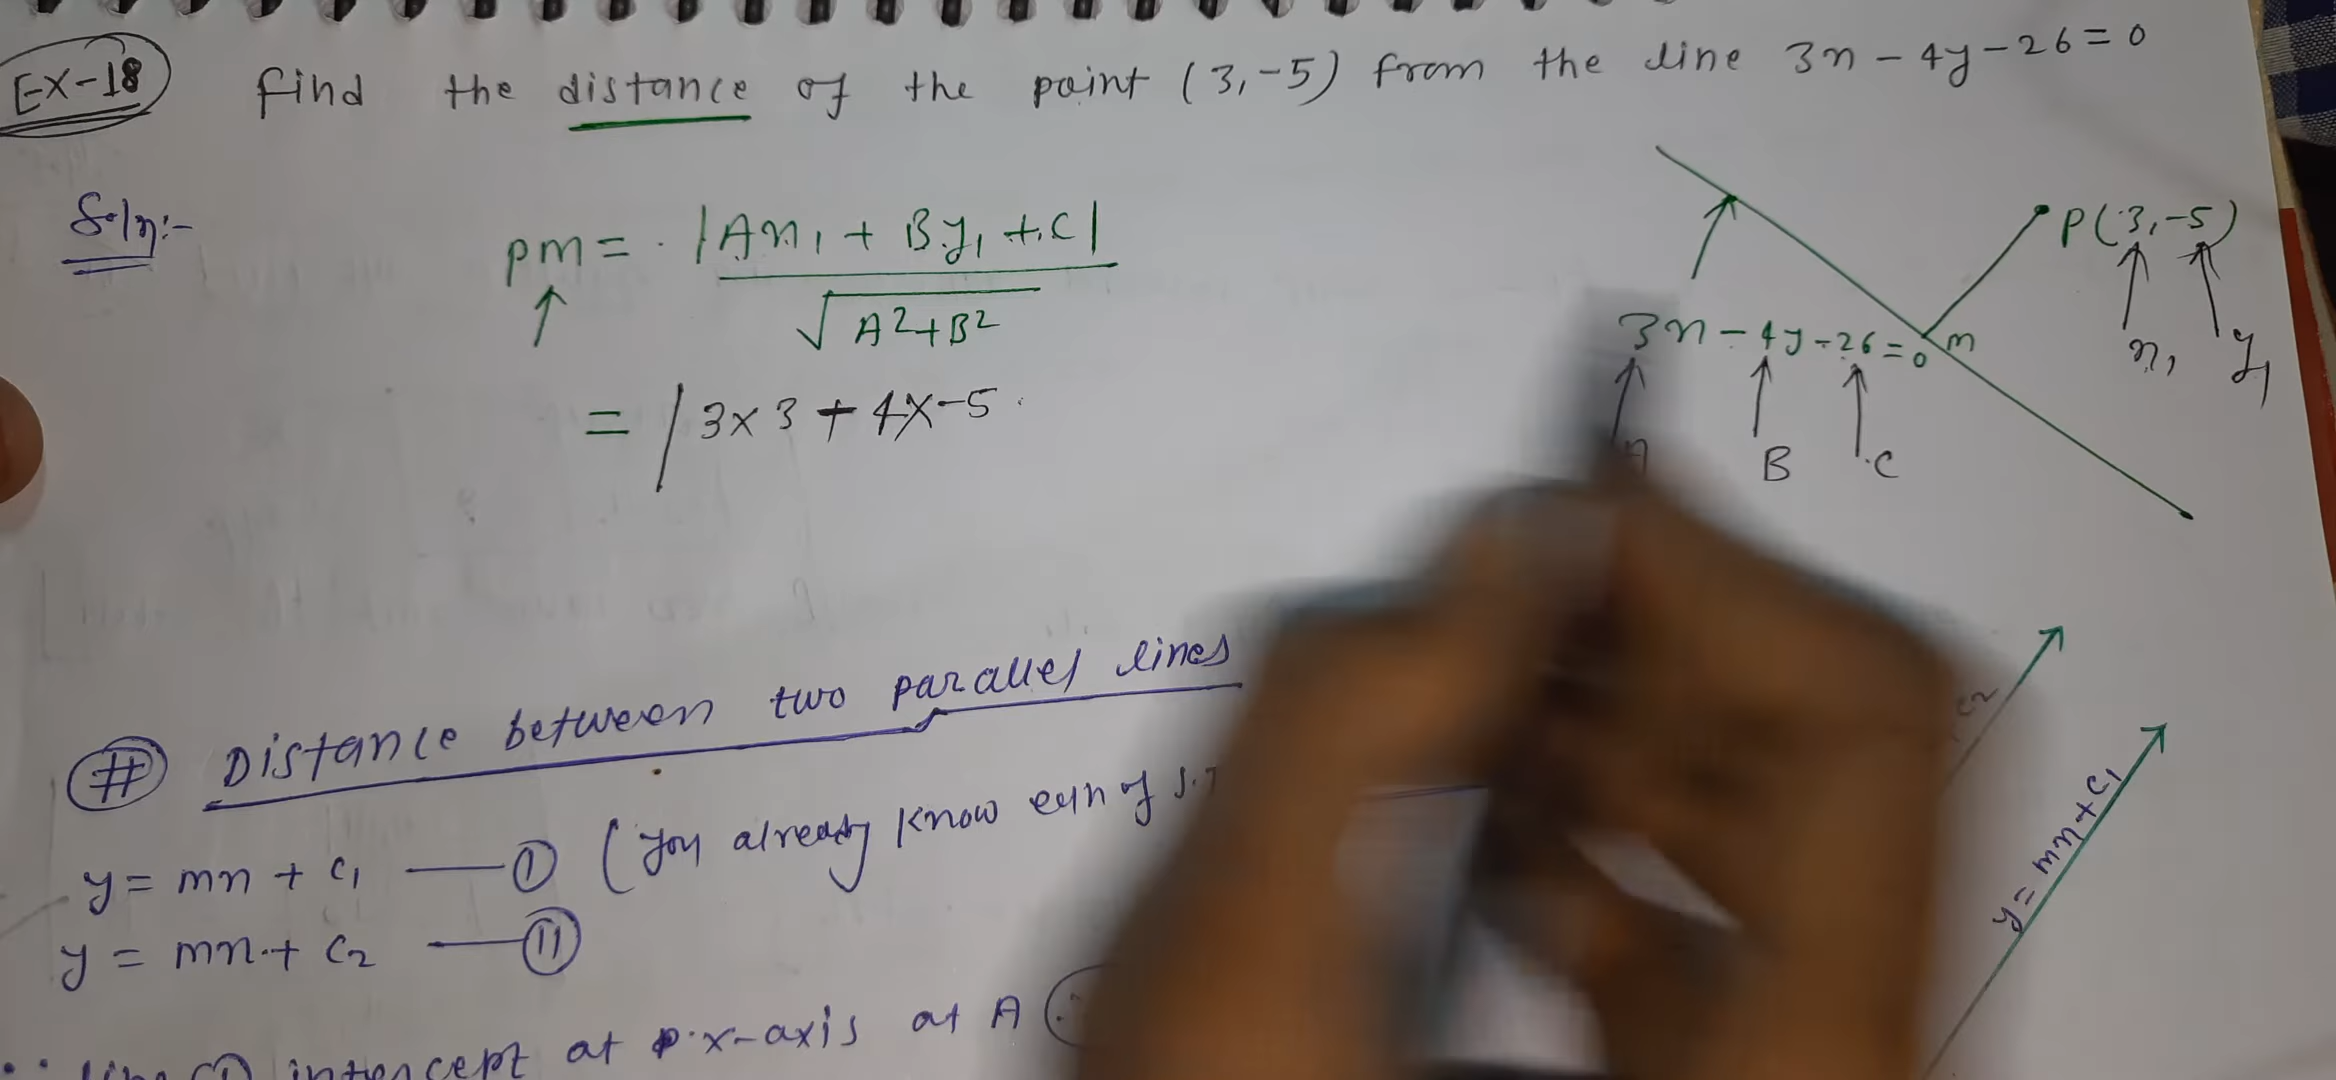 EX-18 find the distance of the point (3,-5) from the line 3x - 4y - 26 = 0
Soln:-
PM = |Ax₁ + By₁ + C|
√A²+B²
= |3×3 + 4×-5
P(3,-5)
x₁ y₁
3x - 4y - 26 = 0 M
A B C
# Distance between two parallel lines
y = mx + c₁ — I (you already know eqn of
y = mx + c₂ — II
line I intercept at x-axis at A
c₂
y = mx + c₁